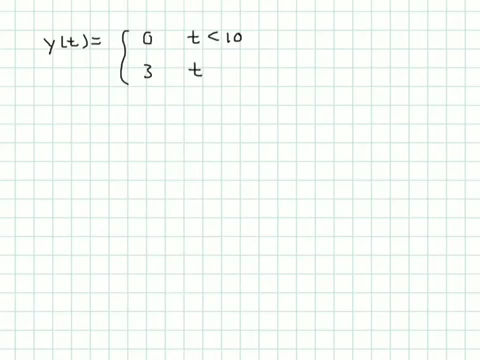 y(t) = { 0 t < 10
3 t